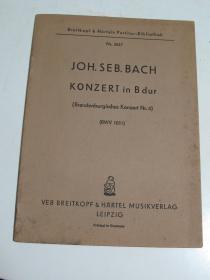 Breitkopf & Härtels Partitur-Bibliothek
Nr. 3857
JOH. SEB. BACH
KONZERT in B dur
(Brandenburgisches Konzert Nr. 6)
(BWV 1051)
VEB BREITKOPF & HÄRTEL MUSIKVERLAG
LEIPZIG
Printed in Germany